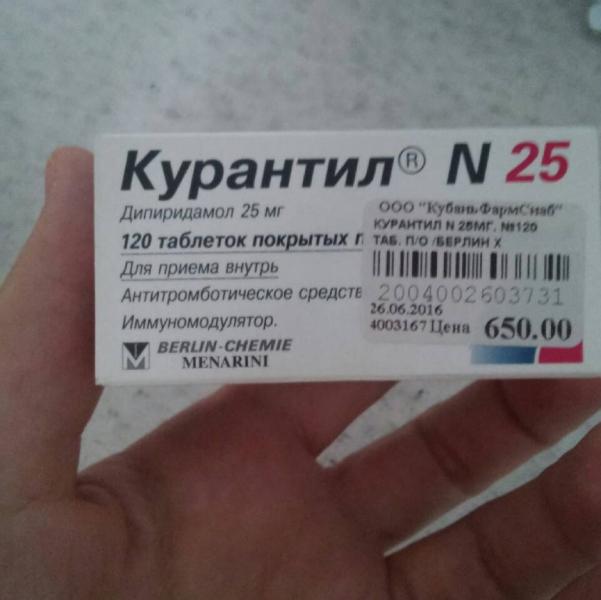 Курантил® N 25
Дипиридамол 25 мг
120 таблеток покрытых
Для приема внутрь
Антитромботическое средств
Иммуномодулятор.
BERLIN-CHEMIE
MENARINI
ООО "КубаньФармСнаб"
КУРАНТИЛ N 25МГ. №120
ТАБ. П/О /БЕРЛИН Х
2004002603731
26.06.2016
4003167 Цена 650.00